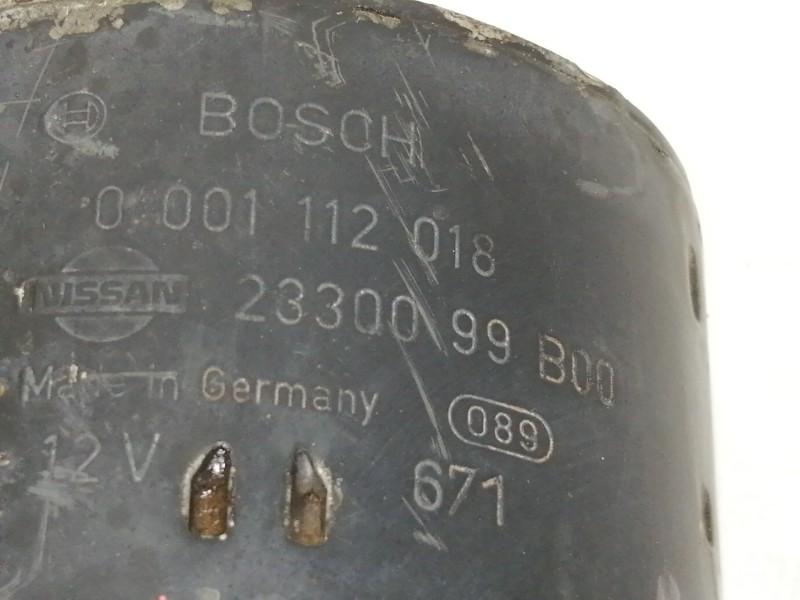 BOSCH
0 001 112 018
NISSAN 23300 99 B00
Made in Germany
089
12 V
671